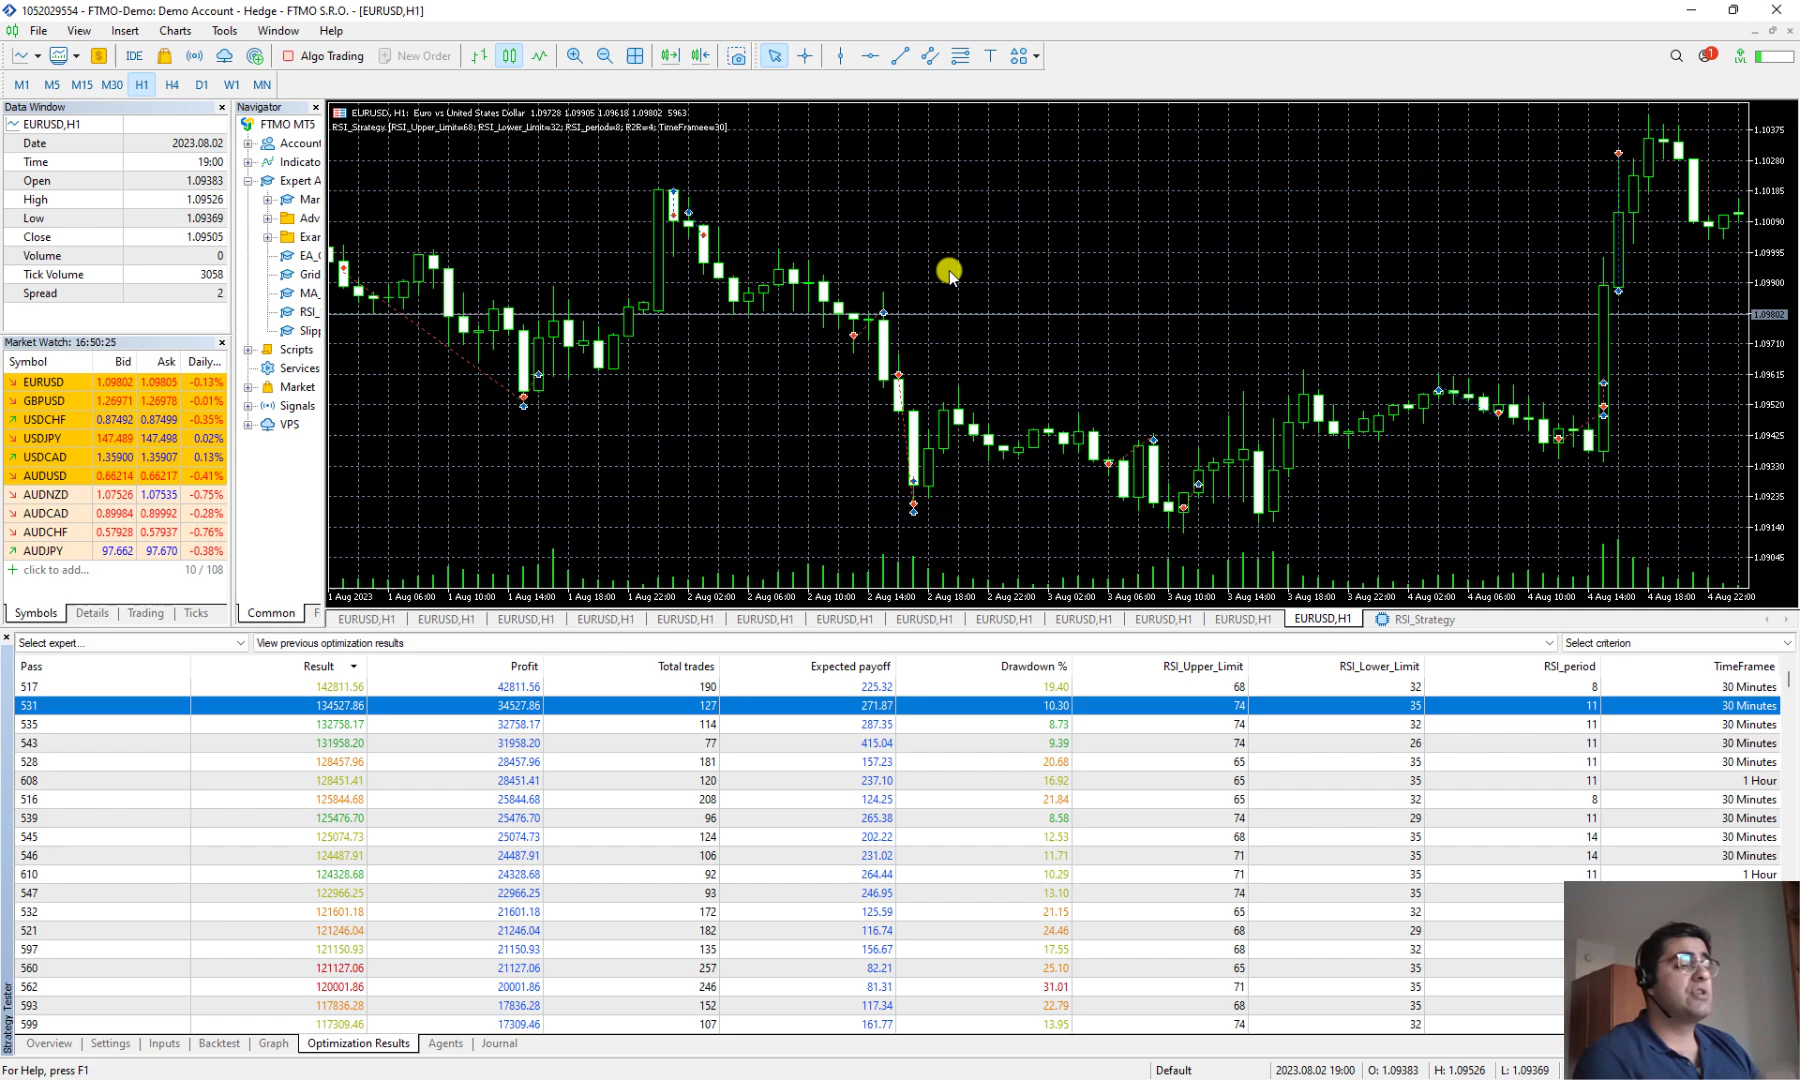 1052029554 - FTMO-Demo: Demo Account - Hedge - FTMO S.R.O. - [EURUSD,H1]
File View Insert Charts Tools Window Help
IDE Algo Trading New Order 1 LVL
M1 M5 M15 M30 H1 H4 D1 W1 MN
Data Window
EURUSD,H1
Date 2023.08.02
Time 19:00
Open 1.09383
High 1.09526
Low 1.09369
Close 1.09505
Volume 0
Tick Volume 3058
Spread 2
Market Watch: 16:50:25
Symbol Bid Ask Daily...
EURUSD 1.09802 1.09805 -0.13%
GBPUSD 1.26971 1.26976 -0.01%
USDCHF 0.87492 0.87499 -0.35%
USDJPY 147.489 147.498 0.02%
USDCAD 1.35900 1.35907 0.13%
AUDUSD 0.66214 0.66217 -0.41%
AUDNZD 1.07526 1.07535 -0.75%
AUDCAD 0.89984 0.89992 -0.28%
AUDCHF 0.57928 0.57937 -0.76%
AUDJPY 97.662 97.670 -0.38%
click to add... 10 / 108
Symbols Details Trading Ticks
Navigator
FTMO MT5
Account
Indicato
Expert A
Mar
Adv
Exar
EA_
Grid
MA_
RSI_
Slipp
Scripts
Services
Market
Signals
VPS
Common F
EURUSD, H1: Euro vs United States Dollar 1.09728 1.09905 1.09618 1.09802 5963
RSI_Strategy [RSI_Upper_Limit=68; RSI_Lower_Limit=32; RSI_period=8; R2R=4; TimeFramee=30]
1.10375
1.10280
1.10185
1.10090
1.09995
1.09900
1.09802
1.09710
1.09615
1.09520
1.09425
1.09330
1.09235
1.09140
1.09045
1 Aug 2023 1 Aug 06:00 1 Aug 10:00 1 Aug 14:00 1 Aug 18:00 1 Aug 22:00 2 Aug 02:00 2 Aug 06:00 2 Aug 10:00 2 Aug 14:00 2 Aug 18:00 2 Aug 22:00 3 Aug 02:00 3 Aug 06:00 3 Aug 10:00 3 Aug 14:00 3 Aug 18:00 3 Aug 22:00 4 Aug 02:00 4 Aug 06:00 4 Aug 10:00 4 Aug 14:00 4 Aug 18:00 4 Aug 22:00
EURUSD,H1 EURUSD,H1 EURUSD,H1 EURUSD,H1 EURUSD,H1 EURUSD,H1 EURUSD,H1 EURUSD,H1 EURUSD,H1 EURUSD,H1 EURUSD,H1 EURUSD,H1 EURUSD,H1 RSI_Strategy
Select expert... View previous optimization results Select criterion
Pass Result Profit Total trades Expected payoff Drawdown % RSI_Upper_Limit RSI_Lower_Limit RSI_period TimeFramee
517 142811.56 42811.56 190 225.32 19.40 68 32 8 30 Minutes
531 134527.86 34527.86 127 271.87 10.30 74 35 11 30 Minutes
535 132758.17 32758.17 114 287.35 8.73 74 32 11 30 Minutes
543 131958.20 31958.20 77 415.04 9.39 74 26 11 30 Minutes
528 128457.96 28457.96 181 157.23 20.68 65 35 11 30 Minutes
608 128451.41 28451.41 120 237.10 16.92 65 35 11 1 Hour
516 125844.68 25844.68 208 124.25 21.84 65 32 8 30 Minutes
539 125476.70 25476.70 96 265.38 8.58 74 29 11 30 Minutes
545 125074.73 25074.73 124 202.22 12.53 68 35 14 30 Minutes
546 124487.91 24487.91 106 231.02 11.71 71 35 14 30 Minutes
610 124328.68 24328.68 92 264.44 10.29 71 35 11 1 Hour
547 122966.25 22966.25 93 246.95 13.10 74 35
532 121601.18 21601.18 172 125.59 21.15 65 32
521 121246.04 21246.04 182 116.74 24.46 68 29
597 121150.93 21150.93 135 156.67 17.55 68 32
560 121127.06 21127.06 257 82.21 25.10 65 35
562 120001.86 20001.86 246 81.31 31.01 71 35
593 117836.28 17836.28 152 117.34 22.79 68 35
599 117309.46 17309.46 107 161.77 13.95 74 32
Strategy Tester
Overview Settings Inputs Backtest Graph Optimization Results Agents Journal
For Help, press F1 Default 2023.08.02 19:00 O: 1.09383 H: 1.09526 L: 1.09369